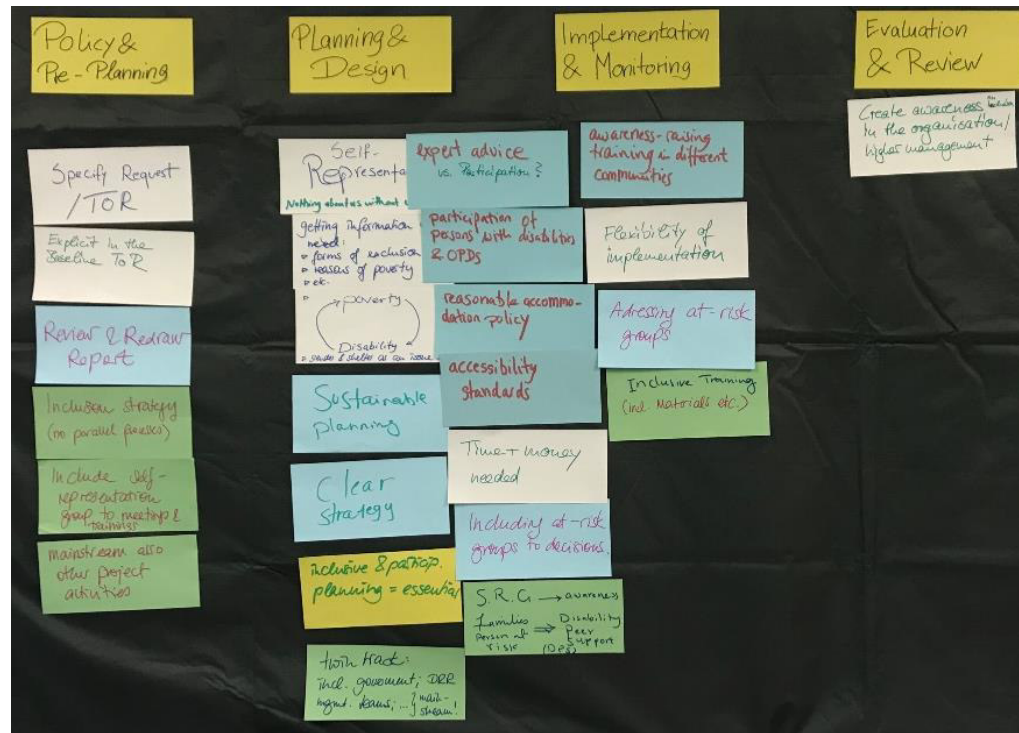 Policy &
Pre-Planning
Specify Request
/TOR
Explicit in the
Baseline ToR
Review & Redraw
Report
Inclusion strategy
(no parallel
Include self-
representation
group to meetings &
trainings
mainstream also
other project
activities
Planning &
Design
Self-
Representa
Nothing about us without
getting information
need:
forms of exclusion
reasons of poverty
etc.
poverty
Disability
Sustainable
planning
Clear
strategy
inclusive & particip.
planning = essential
twin track:
incl. government; DRR
mgmt. teams; ... } main-
stream!
expert advice
vs. Participation?
participation of
persons with disabilities
& OPDs
reasonable accommo-
dation policy
accessibility
standards
Time + money
needed
Including at-risk
groups to decisions.
S.R.G → awareness
Families ⇒ Disability
Person at Peer
risk Support
Implementation
& Monitoring
awareness-raising
training in different
communities
Flexibility of
implementation
Adressing at-risk
groups
Inclusive Training
(incl. Materials etc.)
Evaluation
& Review
Create awareness
in the organisation/
higher management